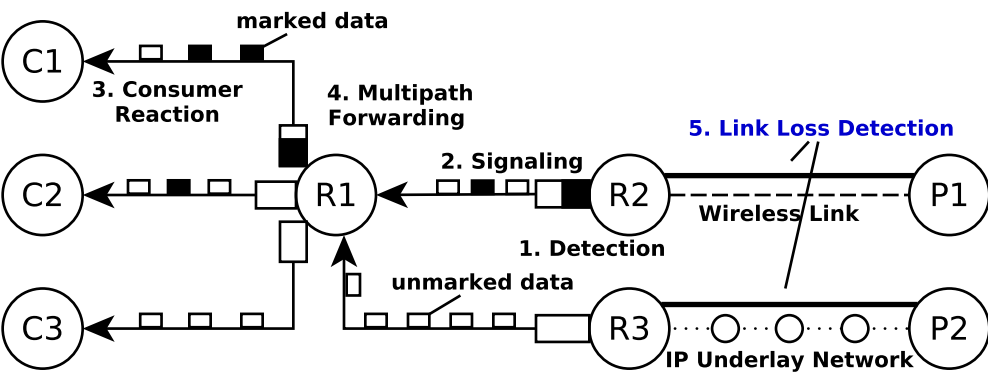 marked data
C1
3. Consumer
Reaction
4. Multipath
Forwarding
5. Link Loss Detection
2. Signaling
C2
R1
R2
P1
Wireless Link
1. Detection
unmarked data
C3
R3
P2
IP Underlay Network